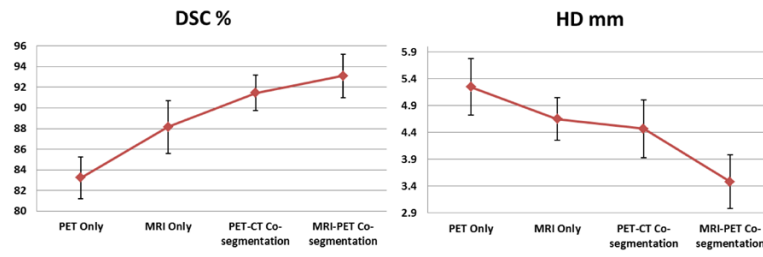 DSC %
96
94
92
90
88
86
84
82
80
PET Only
MRI Only
PET-CT Co-
segmentation
MRI-PET Co-
segmentation
HD mm
5.9
5.4
4.9
4.4
3.9
3.4
2.9
PET Only
MRI Only
PET-CT Co-
segmentation
MRI-PET Co-
segmentation